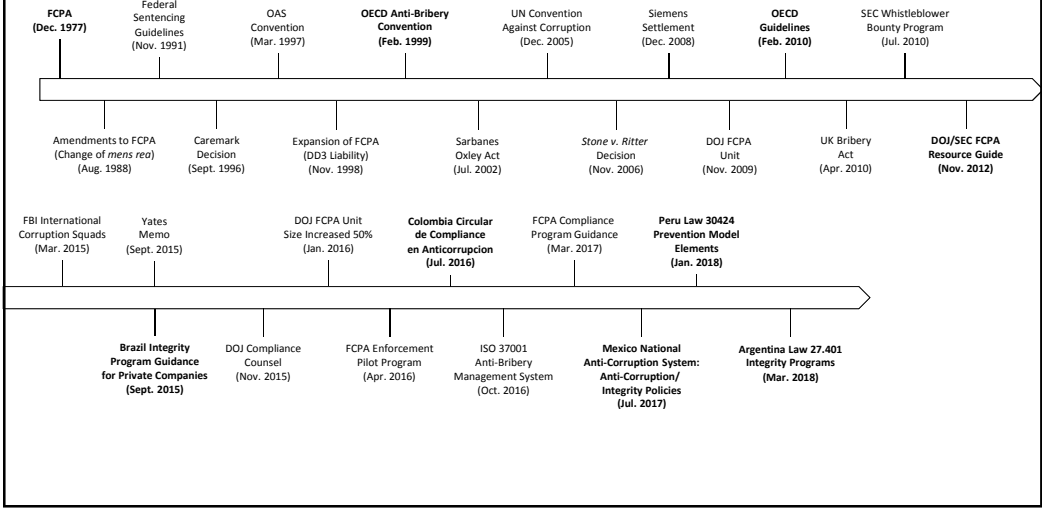 FCPA
(Dec. 1977)
Federal
Sentencing
Guidelines
(Nov. 1991)
OAS
Convention
(Mar. 1997)
OECD Anti-Bribery
Convention
(Feb. 1999)
UN Convention
Against Corruption
(Dec. 2005)
Siemens
Settlement
(Dec. 2008)
OECD
Guidelines
(Feb. 2010)
SEC Whistleblower
Bounty Program
(Jul. 2010)
Amendments to FCPA
(Change of mens rea)
(Aug. 1988)
Caremark
Decision
(Sept. 1996)
Expansion of FCPA
(DD3 Liability)
(Nov. 1998)
Sarbanes
Oxley Act
(Jul. 2002)
Stone v. Ritter
Decision
(Nov. 2006)
DOJ FCPA
Unit
(Nov. 2009)
UK Bribery
Act
(Apr. 2010)
DOJ/SEC FCPA
Resource Guide
(Nov. 2012)
FBI International
Corruption Squads
(Mar. 2015)
Yates
Memo
(Sept. 2015)
DOJ FCPA Unit
Size Increased 50%
(Jan. 2016)
Colombia Circular
de Compliance
en Anticorrupcion
(Jul. 2016)
FCPA Compliance
Program Guidance
(Mar. 2017)
Peru Law 30424
Prevention Model
Elements
(Jan. 2018)
Brazil Integrity
Program Guidance
for Private Companies
(Sept. 2015)
DOJ Compliance
Counsel
(Nov. 2015)
FCPA Enforcement
Pilot Program
(Apr. 2016)
ISO 37001
Anti-Bribery
Management System
(Oct. 2016)
Mexico National
Anti-Corruption System:
Anti-Corruption/
Integrity Policies
(Jul. 2017)
Argentina Law 27.401
Integrity Programs
(Mar. 2018)